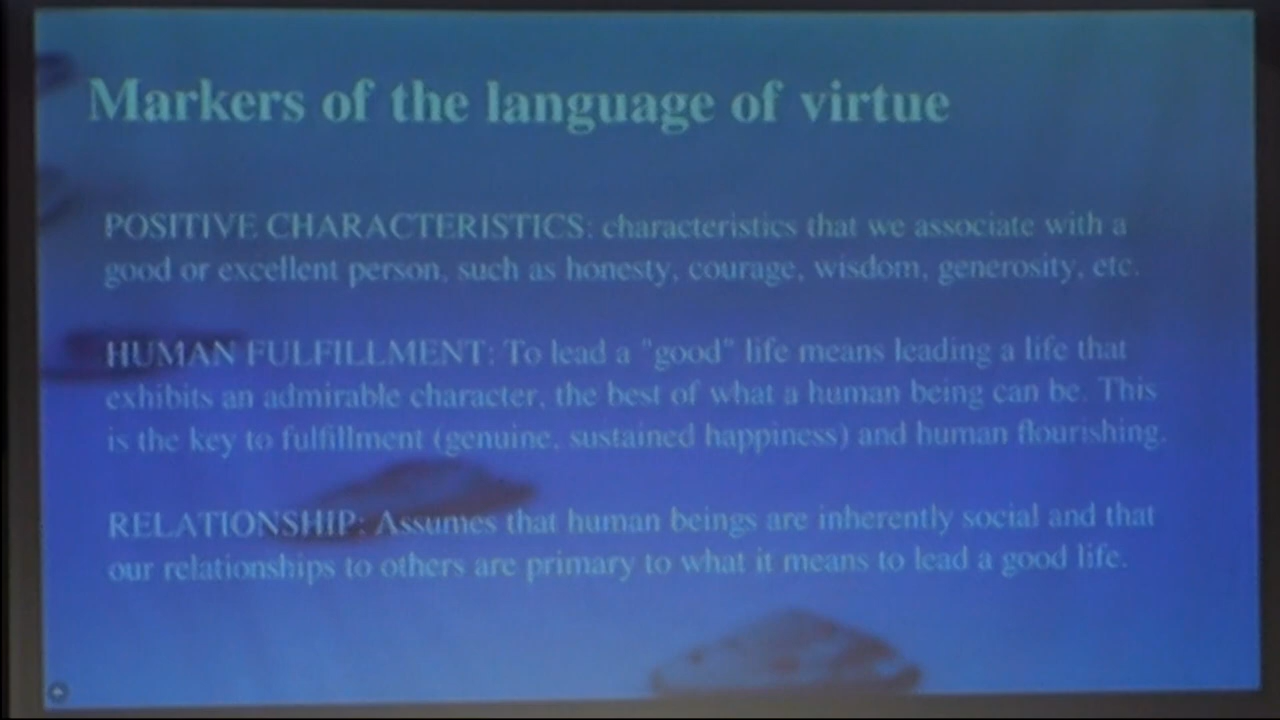 Markers of the language of virtue
POSITIVE CHARACTERISTICS: characteristics that we associate with a
good or excellent person, such as honesty, courage, wisdom, generosity, etc.
HUMAN FULFILLMENT: To lead a "good" life means leading a life that
exhibits an admirable character, the best of what a human being can be. This
is the key to fulfillment (genuine, sustained happiness) and human flourishing.
RELATIONSHIP: Assumes that human beings are inherently social and that
our relationships to others are primary to what it means to lead a good life.